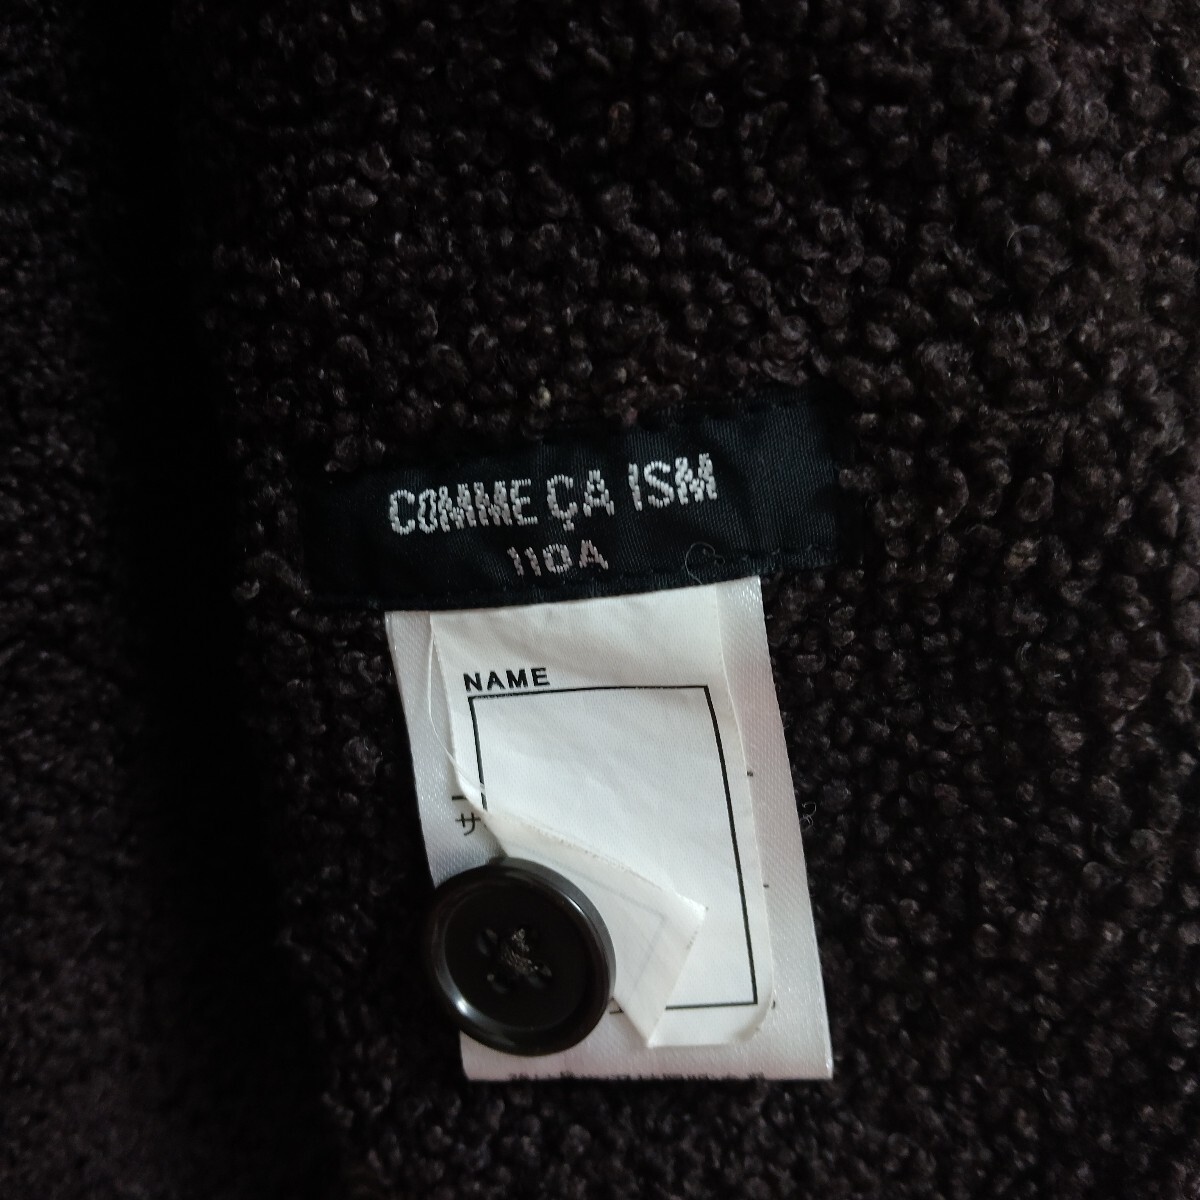 COMME ÇA ISM
110A
NAME
サ